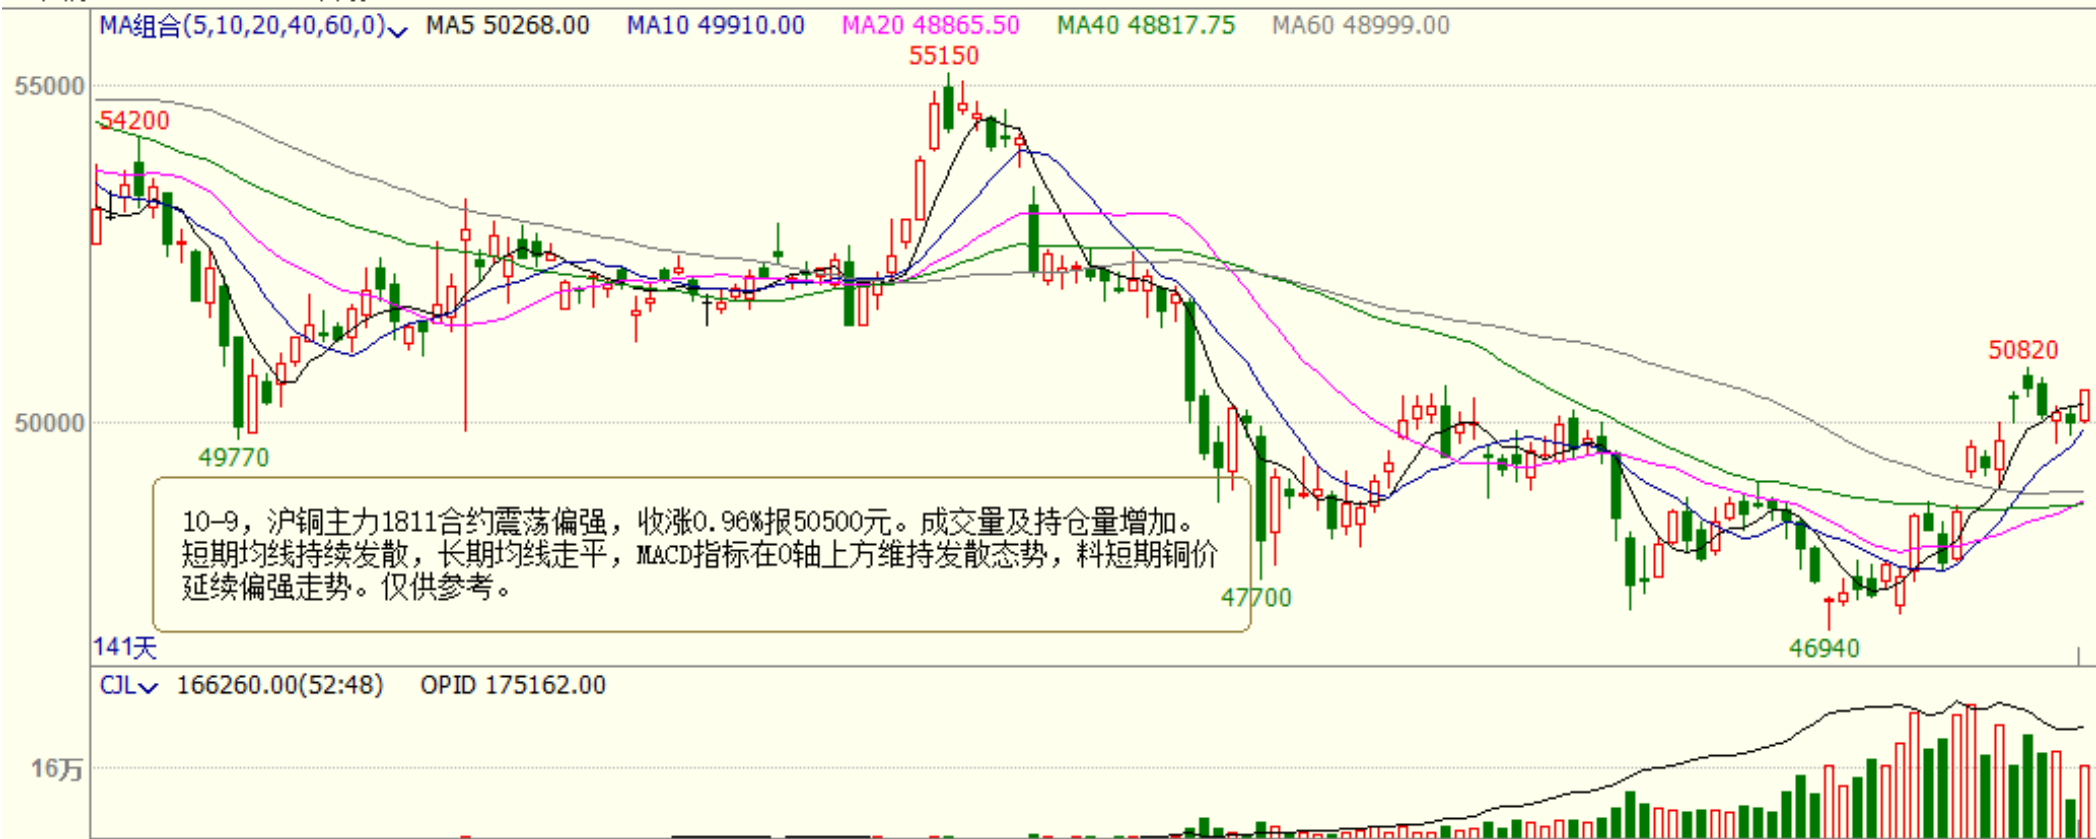 MA组合(5,10,20,40,60,0) MA5 50268.00 MA10 49910.00 MA20 48865.50 MA40 48817.75 MA60 48999.00
55150
55000
54200
50820
50000
49770
10-9，沪铜主力1811合约震荡偏强，收涨0.96%报50500元。成交量及持仓量增加。
短期均线持续发散，长期均线走平，MACD指标在0轴上方维持发散态势，料短期铜价
延续偏强走势。仅供参考。
47700
46940
141天
CJL 166260.00(52:48) OPID 175162.00
16万